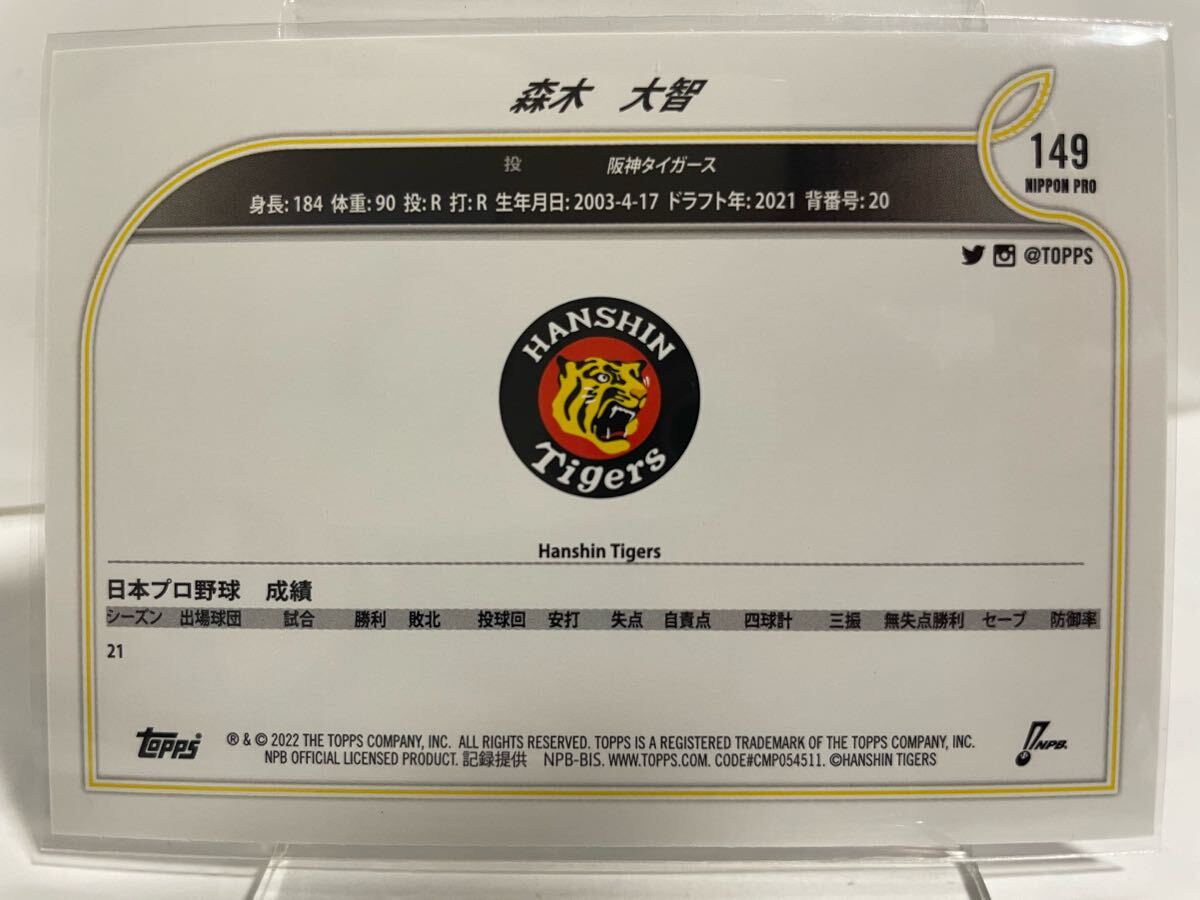 森木 大智
149
NIPPON PRO
投 阪神タイガース
身長: 184 体重: 90 投: R 打: R 生年月日: 2003-4-17 ドラフト年: 2021 背番号: 20
@TOPPS
HANSHIN
Tigers
Hanshin Tigers
日本プロ野球 成績
シーズン 出場球団 試合 勝利 敗北 投球回 安打 失点 自責点 四球計 三振 無失点勝利 セーブ 防御率
21
TOPPS
® & © 2022 THE TOPPS COMPANY, INC. ALL RIGHTS RESERVED. TOPPS IS A REGISTERED TRADEMARK OF THE TOPPS COMPANY, INC.
NPB OFFICIAL LICENSED PRODUCT. 記録提供 NPB-BIS. WWW.TOPPS.COM. CODE#CMP054511. ©HANSHIN TIGERS
NPB.